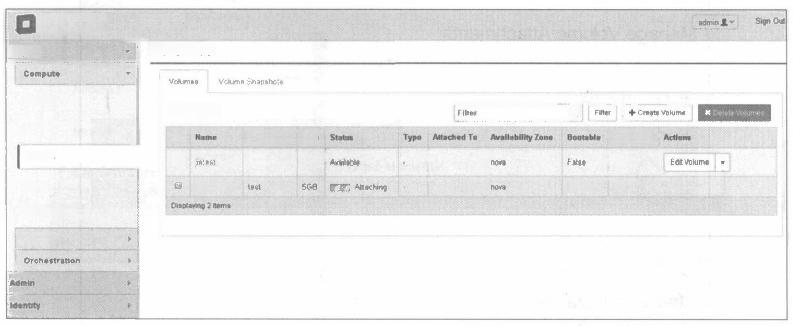 admin Sign Out
Compute
Volumes Volume Snapshots
Filter Filter + Create Volume Delete Volumes
Name Status Type Attached To Availability Zone Bootable Actions
Available - nova False Edit Volume
test 5GB Attaching - nova
Displaying 2 items
Orchestration
Admin
Identity